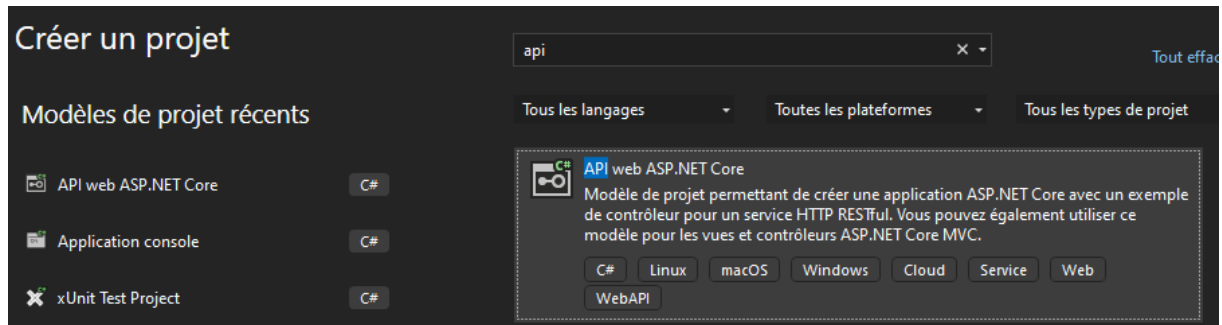 Créer un projet
api
Tout effac
Modèles de projet récents
Tous les langages
Toutes les plateformes
Tous les types de projet
API web ASP.NET Core
C#
Application console
C#
xUnit Test Project
C#
C#
API web ASP.NET Core
Modèle de projet permettant de créer une application ASP.NET Core avec un exemple
de contrôleur pour un service HTTP RESTful. Vous pouvez également utiliser ce
modèle pour les vues et contrôleurs ASP.NET Core MVC.
C# Linux macOS Windows Cloud Service Web
WebAPI